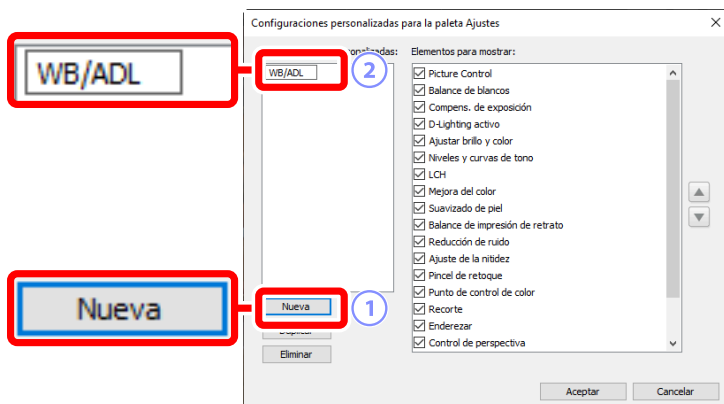 Configuraciones personalizadas para la paleta Ajustes
WB/ADL
personalizadas:
Elementos para mostrar:
WB/ADL
2
Picture Control
Balance de blancos
Compens. de exposición
D-Lighting activo
Ajustar brillo y color
Niveles y curvas de tono
LCH
Mejora del color
Suavizado de piel
Balance de impresión de retrato
Reducción de ruido
Ajuste de la nitidez
Pincel de retoque
Punto de control de color
Recorte
Enderezar
Control de perspectiva
Nueva
Nueva
1
Eliminar
Aceptar
Cancelar